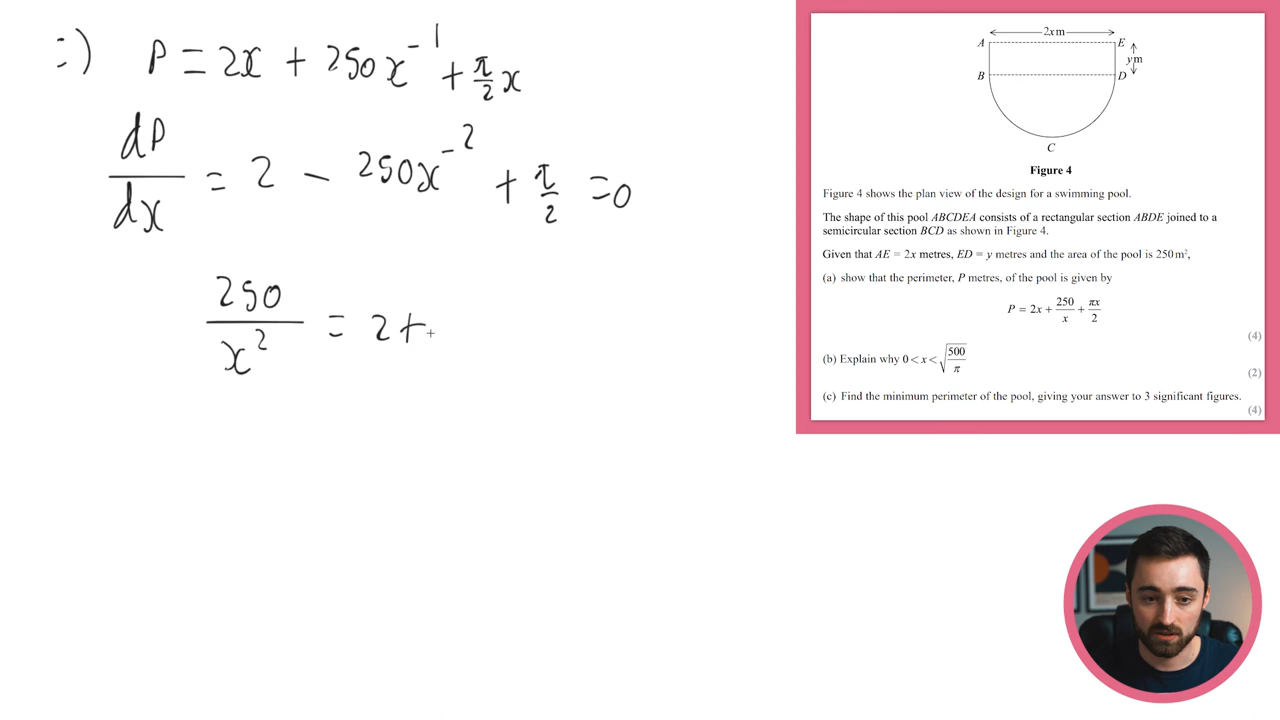 :) P = 2x + 250x⁻¹ + π/2 x
dP/dx = 2 − 250x⁻² + π/2 = 0
250/x² = 2 +
2x m
A
E
y m
B
D
C
Figure 4
Figure 4 shows the plan view of the design for a swimming pool.
The shape of this pool ABCDEA consists of a rectangular section ABDE joined to a
semicircular section BCD as shown in Figure 4.
Given that AE = 2x metres, ED = y metres and the area of the pool is 250 m²,
(a) show that the perimeter, P metres, of the pool is given by
P = 2x + 250/x + πx/2
(4)
(b) Explain why 0 < x < √(500/π)
(2)
(c) Find the minimum perimeter of the pool, giving your answer to 3 significant figures.
(4)